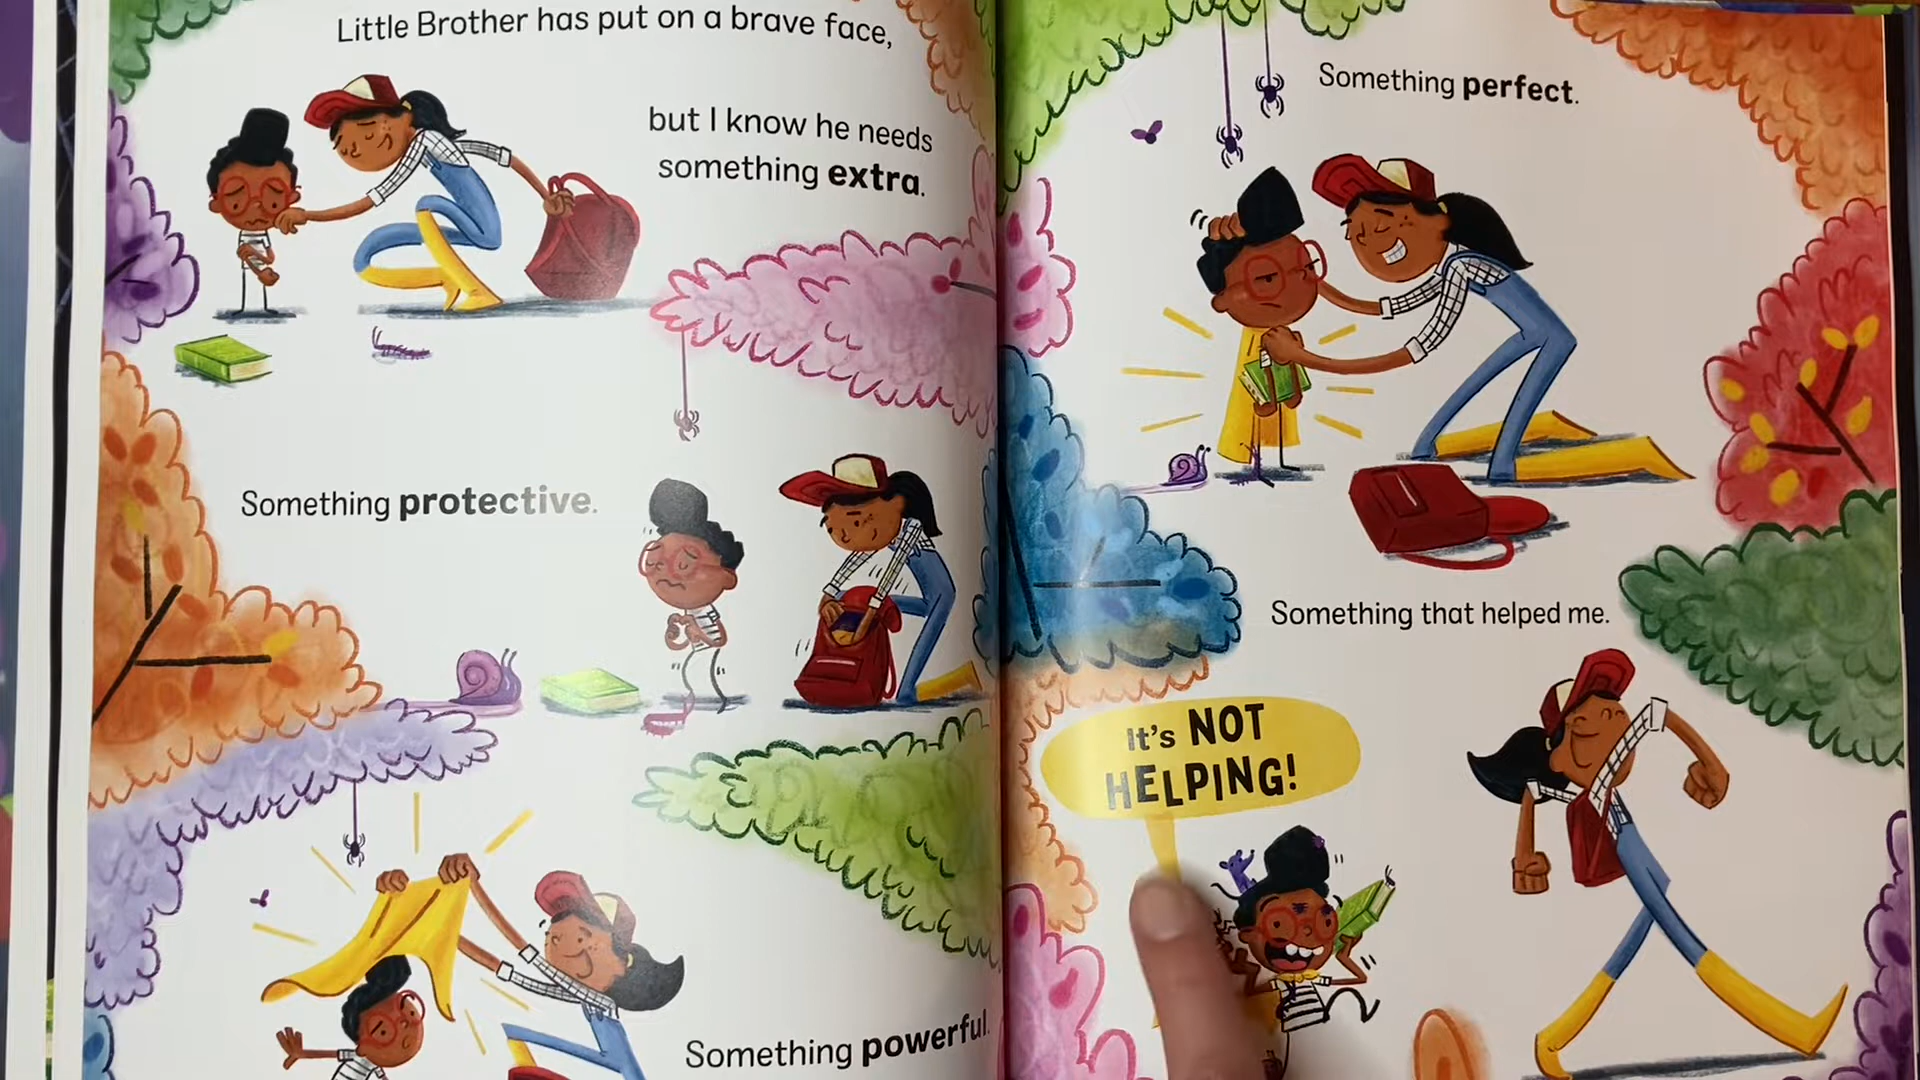 Little Brother has put on a brave face,
but I know he needs
something extra.
Something protective.
Something powerful.
Something perfect.
Something that helped me.
It's NOT
HELPING!